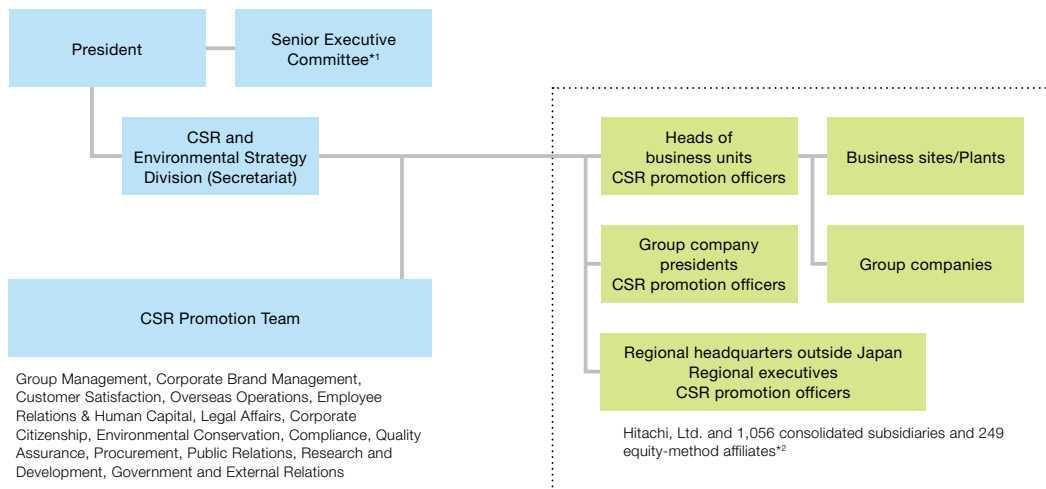 President
Senior Executive
Committee*1
CSR and
Environmental Strategy
Division (Secretariat)
CSR Promotion Team
Group Management, Corporate Brand Management,
Customer Satisfaction, Overseas Operations, Employee
Relations & Human Capital, Legal Affairs, Corporate
Citizenship, Environmental Conservation, Compliance, Quality
Assurance, Procurement, Public Relations, Research and
Development, Government and External Relations
Heads of
business units
CSR promotion officers
Business sites/Plants
Group company
presidents
CSR promotion officers
Group companies
Regional headquarters outside Japan
Regional executives
CSR promotion officers
Hitachi, Ltd. and 1,056 consolidated subsidiaries and 249
equity-method affiliates*2